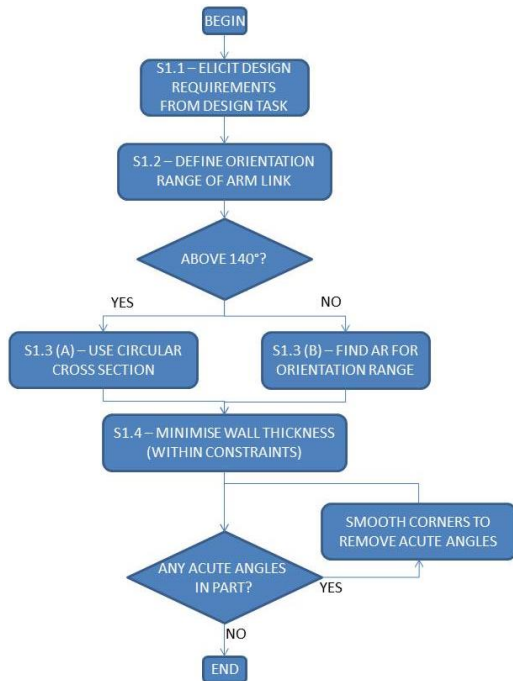 BEGIN
S1.1 – ELICIT DESIGN
REQUIREMENTS
FROM DESIGN TASK
S1.2 – DEFINE ORIENTATION
RANGE OF ARM LINK
ABOVE 140°?
YES
NO
S1.3 (A) – USE CIRCULAR
CROSS SECTION
S1.3 (B) – FIND AR FOR
ORIENTATION RANGE
S1.4 – MINIMISE WALL THICKNESS
(WITHIN CONSTRAINTS)
SMOOTH CORNERS TO
REMOVE ACUTE ANGLES
ANY ACUTE ANGLES
IN PART?
YES
NO
END